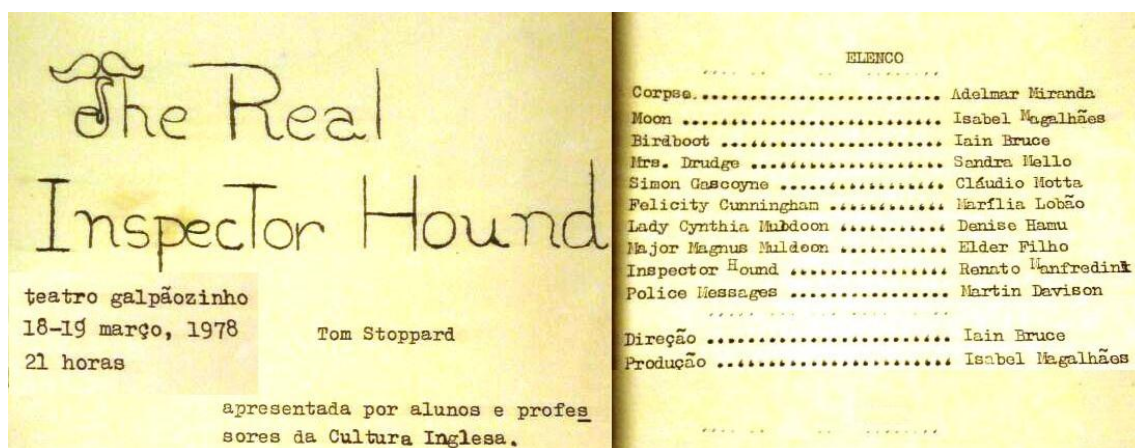 The Real
Inspector Hound
teatro galpãozinho
18-19 março, 1978
21 horas
Tom Stoppard
apresentada por alunos e profes
sores da Cultura Inglesa.
ELENCO
Corpse.......................... Adelmar Miranda
Moon ........................... Isabel Magalhães
Birdboot ....................... Iain Bruce
Mrs. Drudge .................... Sandra Mello
Simon Gascoyne ................. Cláudio Motta
Felicity Cunningham ............ Marília Lobão
Lady Cynthia Muldoon ........... Denise Hamu
Major Magnus Muldoon ........... Elder Filho
Inspector Hound ................ Renato Manfredini
Police Messages ................ Martin Davison
Direção ........................ Iain Bruce
Produção ....................... Isabel Magalhães